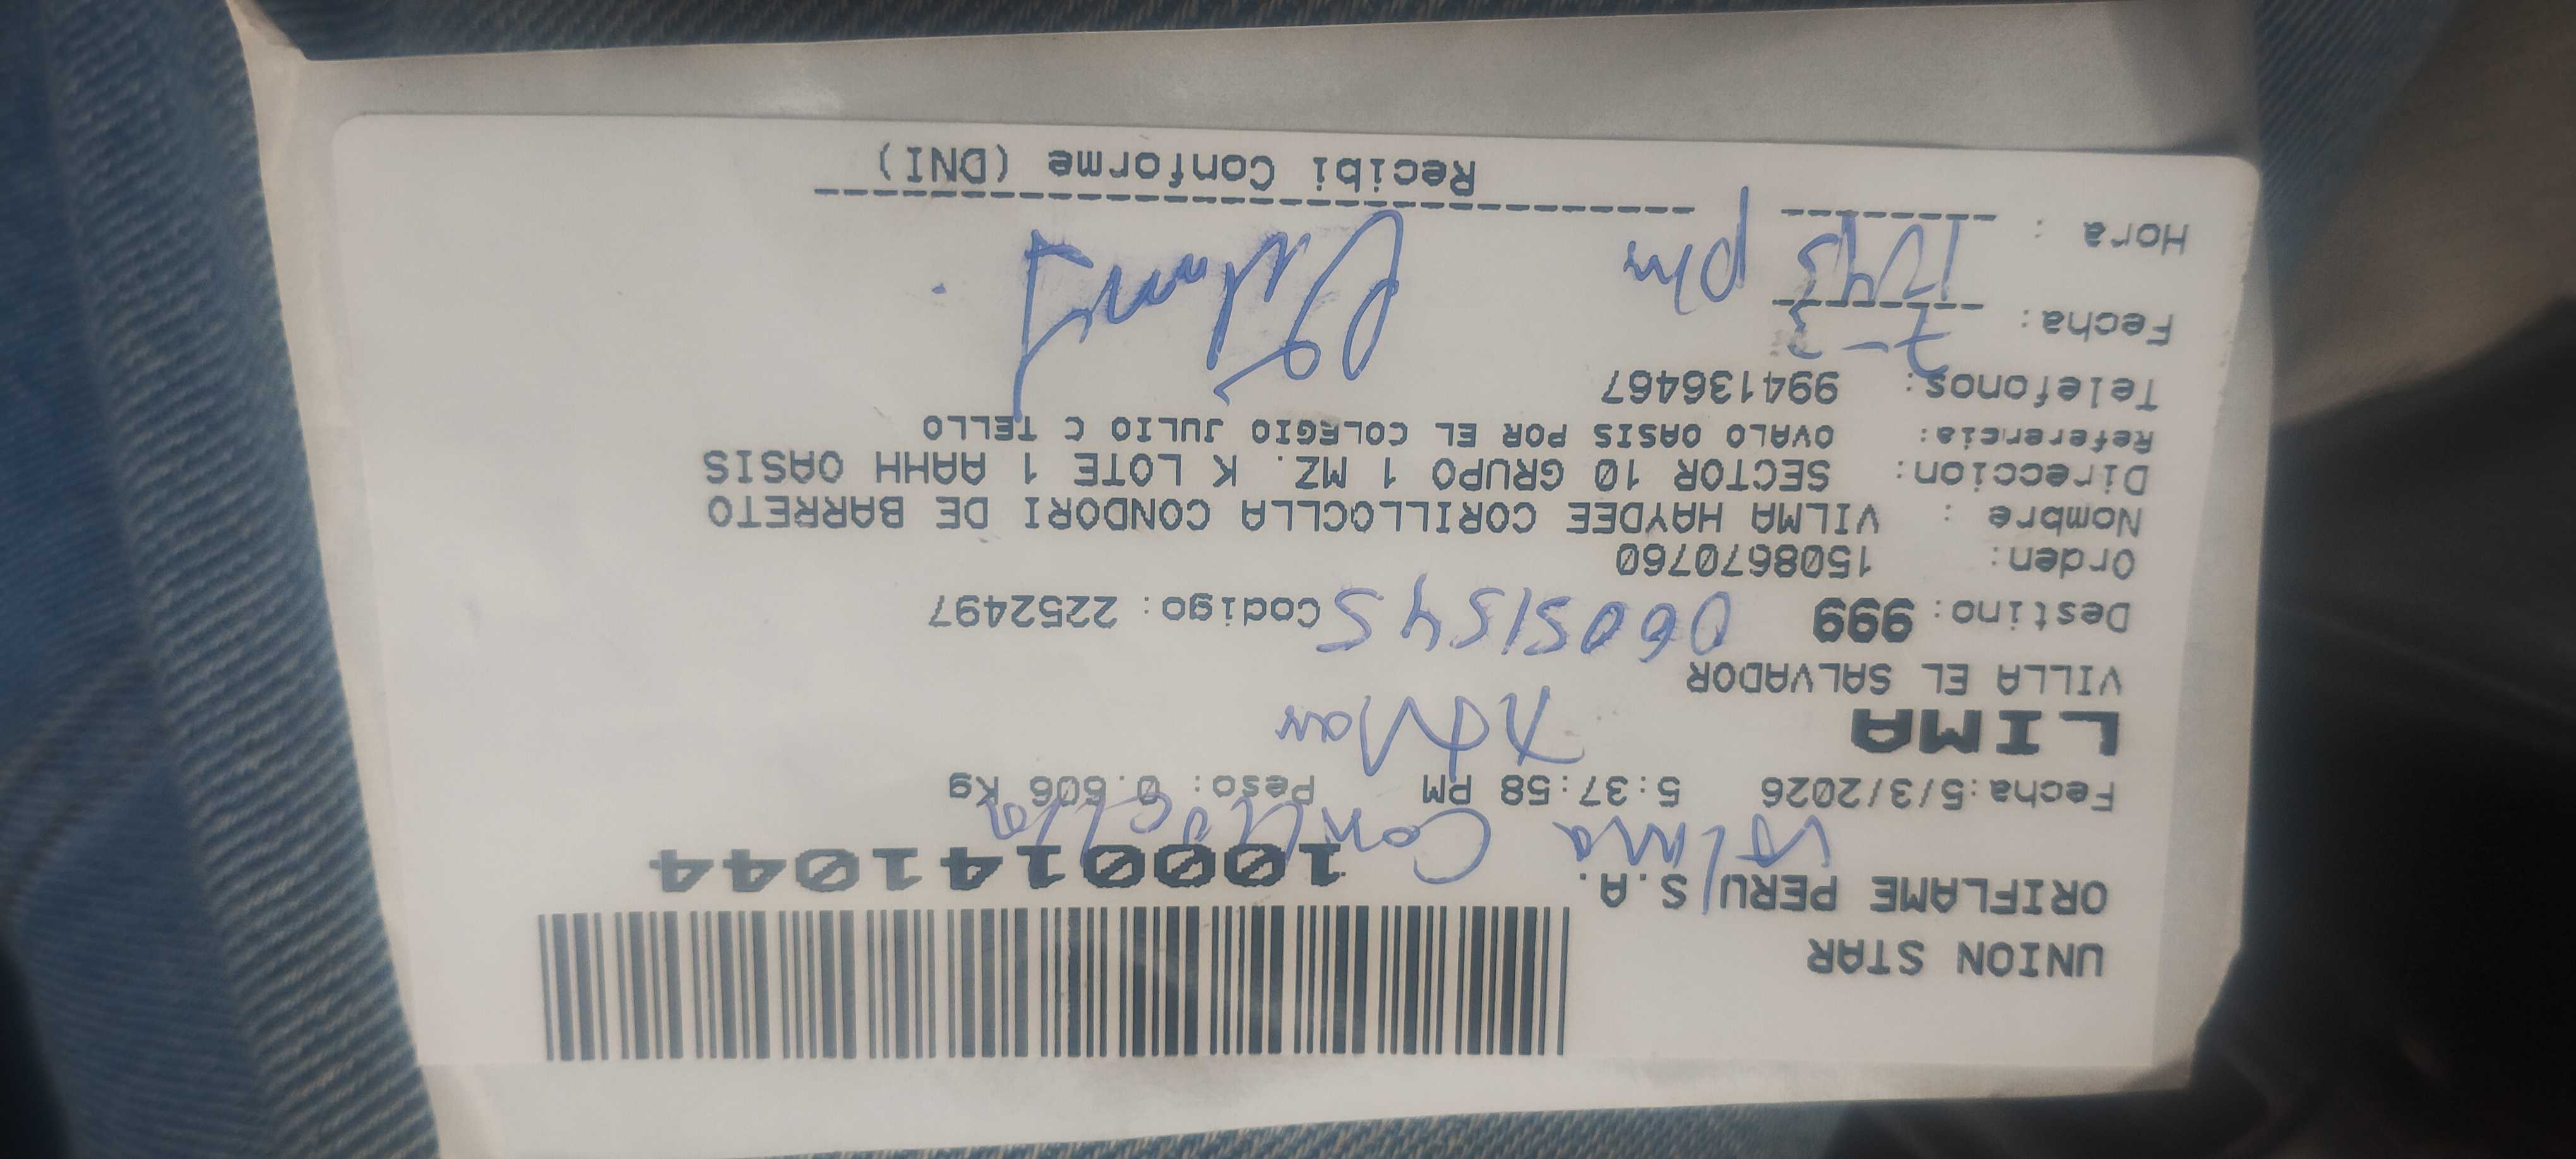 UNION STAR
ORIFLAME PERU S.A.
1000141044
Vilma
Fecha:5/3/2026 5:37:58 PM Peso: 0.606 Kg
LIMA
VILLA EL SALVADOR
Destino: 999 06051545 Codigo: 2252497
Orden: 1508670760
Nombre : VILMA HAYDEE CORILLOCLLA CONDORI DE BARRETO
Direccion: SECTOR 10 GRUPO 1 MZ. K LOTE 1 AAHH OASIS
Referencia: OVALO OASIS POR EL COLEGIO JULIO C TELLO
Telefonos: 994136467
Fecha: 7-3
Hora : 1245 pm
Recibi Conforme (DNI)